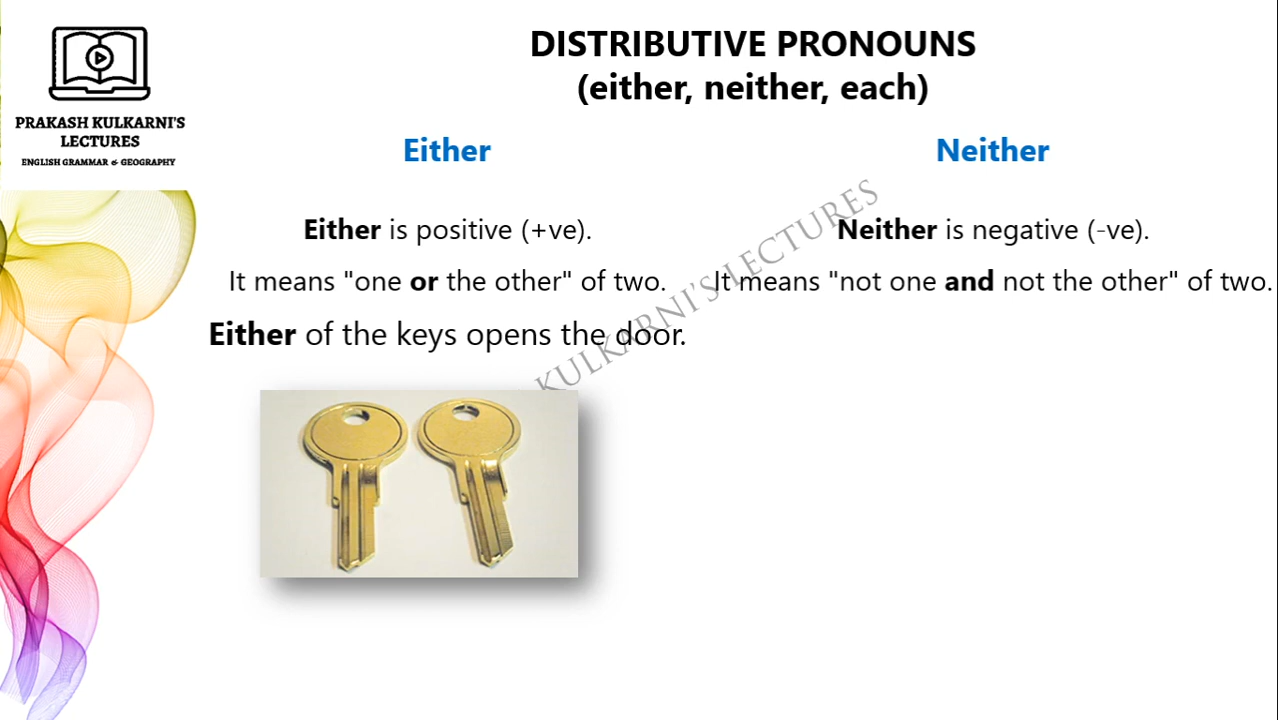 PRAKASH KULKARNI'S
LECTURES
ENGLISH GRAMMAR & GEOGRAPHY
DISTRIBUTIVE PRONOUNS
(either, neither, each)
Either
Either is positive (+ve).
It means "one or the other" of two.
Either of the keys opens the door.
Neither
Neither is negative (-ve).
It means "not one and not the other" of two.
KULKARNI'S LECTURES